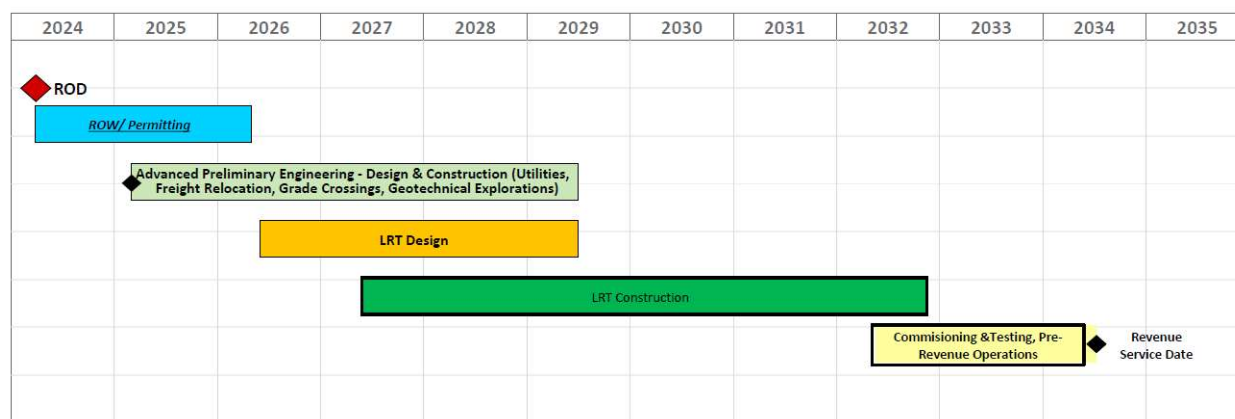 2024 2025 2026 2027 2028 2029 2030 2031 2032 2033 2034 2035
ROD
ROW/ Permitting
Advanced Preliminary Engineering - Design & Construction (Utilities,
Freight Relocation, Grade Crossings, Geotechnical Explorations)
LRT Design
LRT Construction
Commisioning &Testing, Pre-
Revenue Operations
Revenue
Service Date